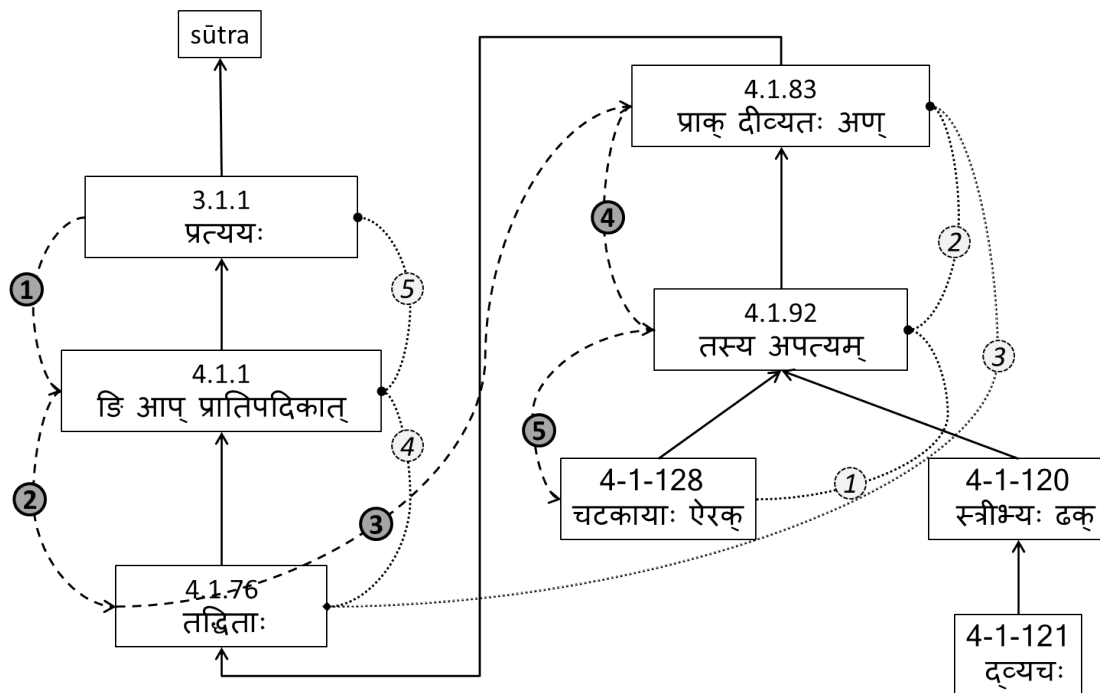 sūtra
3.1.1
प्रत्ययः
4.1.1
ङि आप् प्रातिपदिकात्
4.1.76
तद्धिताः
1
2
3
5
4
4.1.83
प्राक् दीव्यतः अण्
4.1.92
तस्य अपत्यम्
4-1-128
चटकायाः ऐरक्
4-1-120
स्त्रीभ्यः ढक्
4-1-121
द्व्यचः
4
5
2
3
1